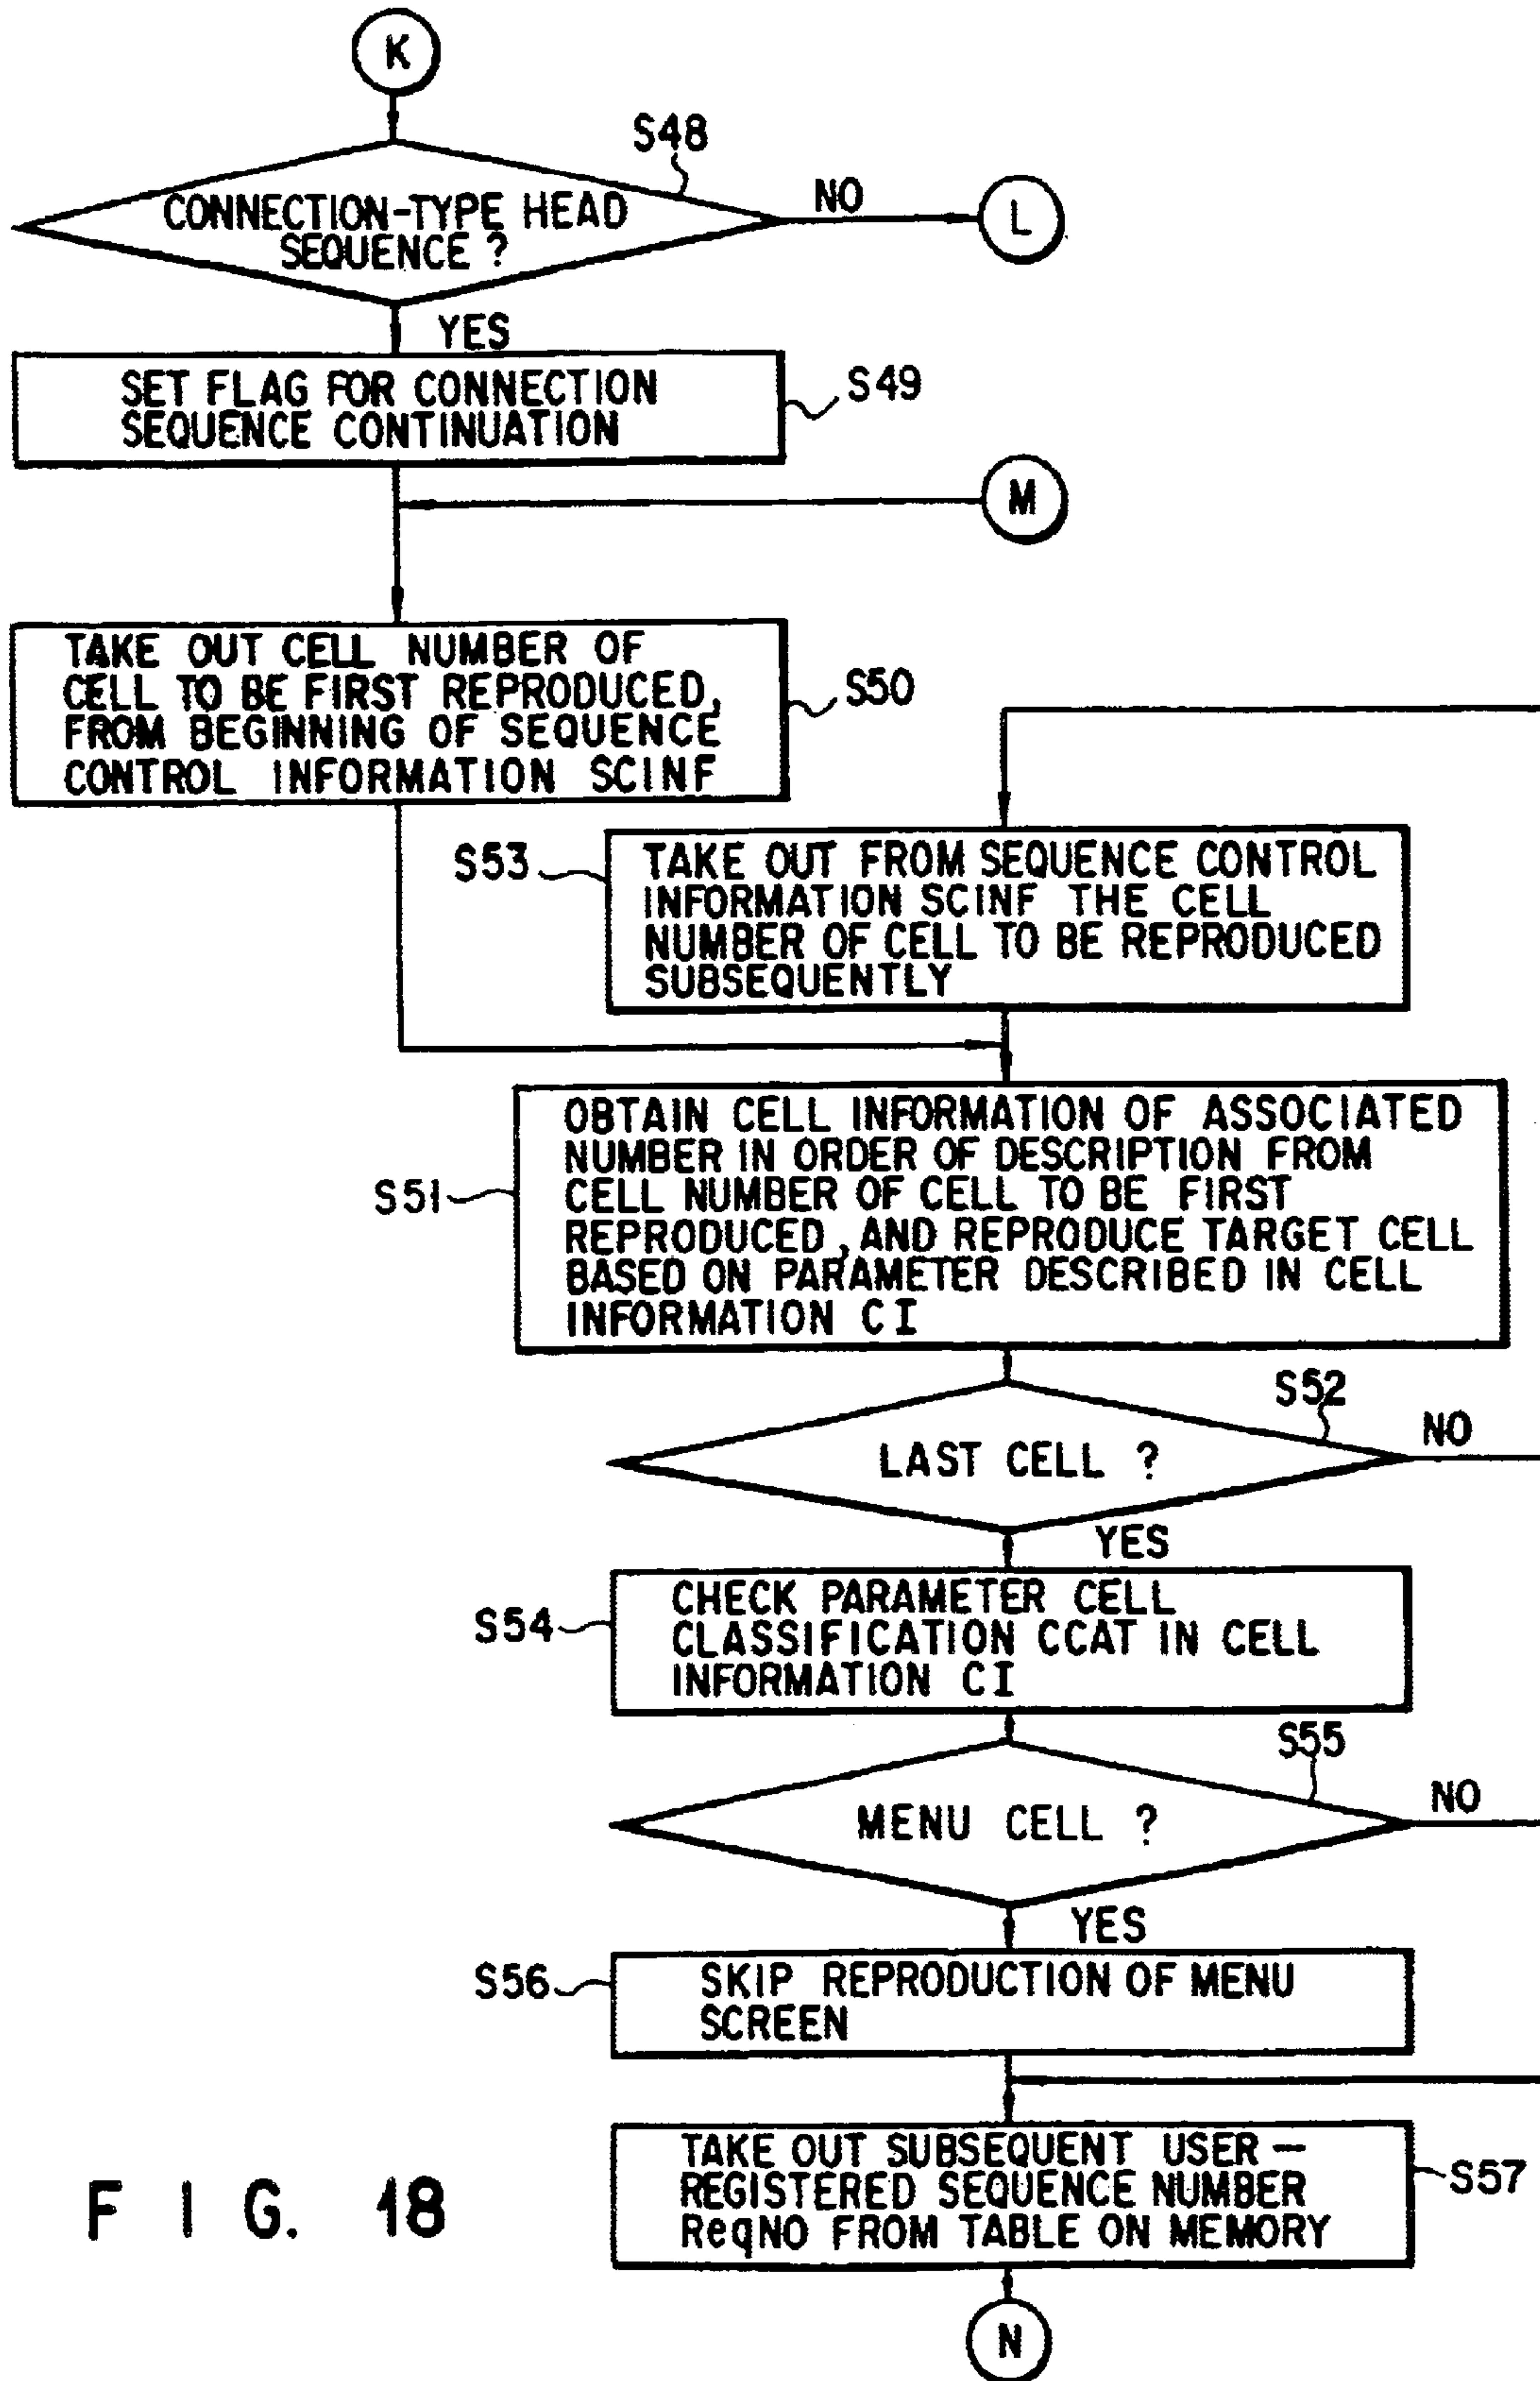 K
S48
CONNECTION-TYPE HEAD
SEQUENCE ?
NO
L
YES
SET FLAG FOR CONNECTION
SEQUENCE CONTINUATION
S49
M
TAKE OUT CELL NUMBER OF
CELL TO BE FIRST REPRODUCED,
FROM BEGINNING OF SEQUENCE
CONTROL INFORMATION SCINF
S50
S53
TAKE OUT FROM SEQUENCE CONTROL
INFORMATION SCINF THE CELL
NUMBER OF CELL TO BE REPRODUCED
SUBSEQUENTLY
S51
OBTAIN CELL INFORMATION OF ASSOCIATED
NUMBER IN ORDER OF DESCRIPTION FROM
CELL NUMBER OF CELL TO BE FIRST
REPRODUCED, AND REPRODUCE TARGET CELL
BASED ON PARAMETER DESCRIBED IN CELL
INFORMATION CI
S52
LAST CELL ?
NO
YES
S54
CHECK PARAMETER CELL
CLASSIFICATION CCAT IN CELL
INFORMATION CI
S55
MENU CELL ?
NO
YES
S56
SKIP REPRODUCTION OF MENU
SCREEN
TAKE OUT SUBSEQUENT USER-
REGISTERED SEQUENCE NUMBER
ReqNO FROM TABLE ON MEMORY
S57
N
FIG. 18